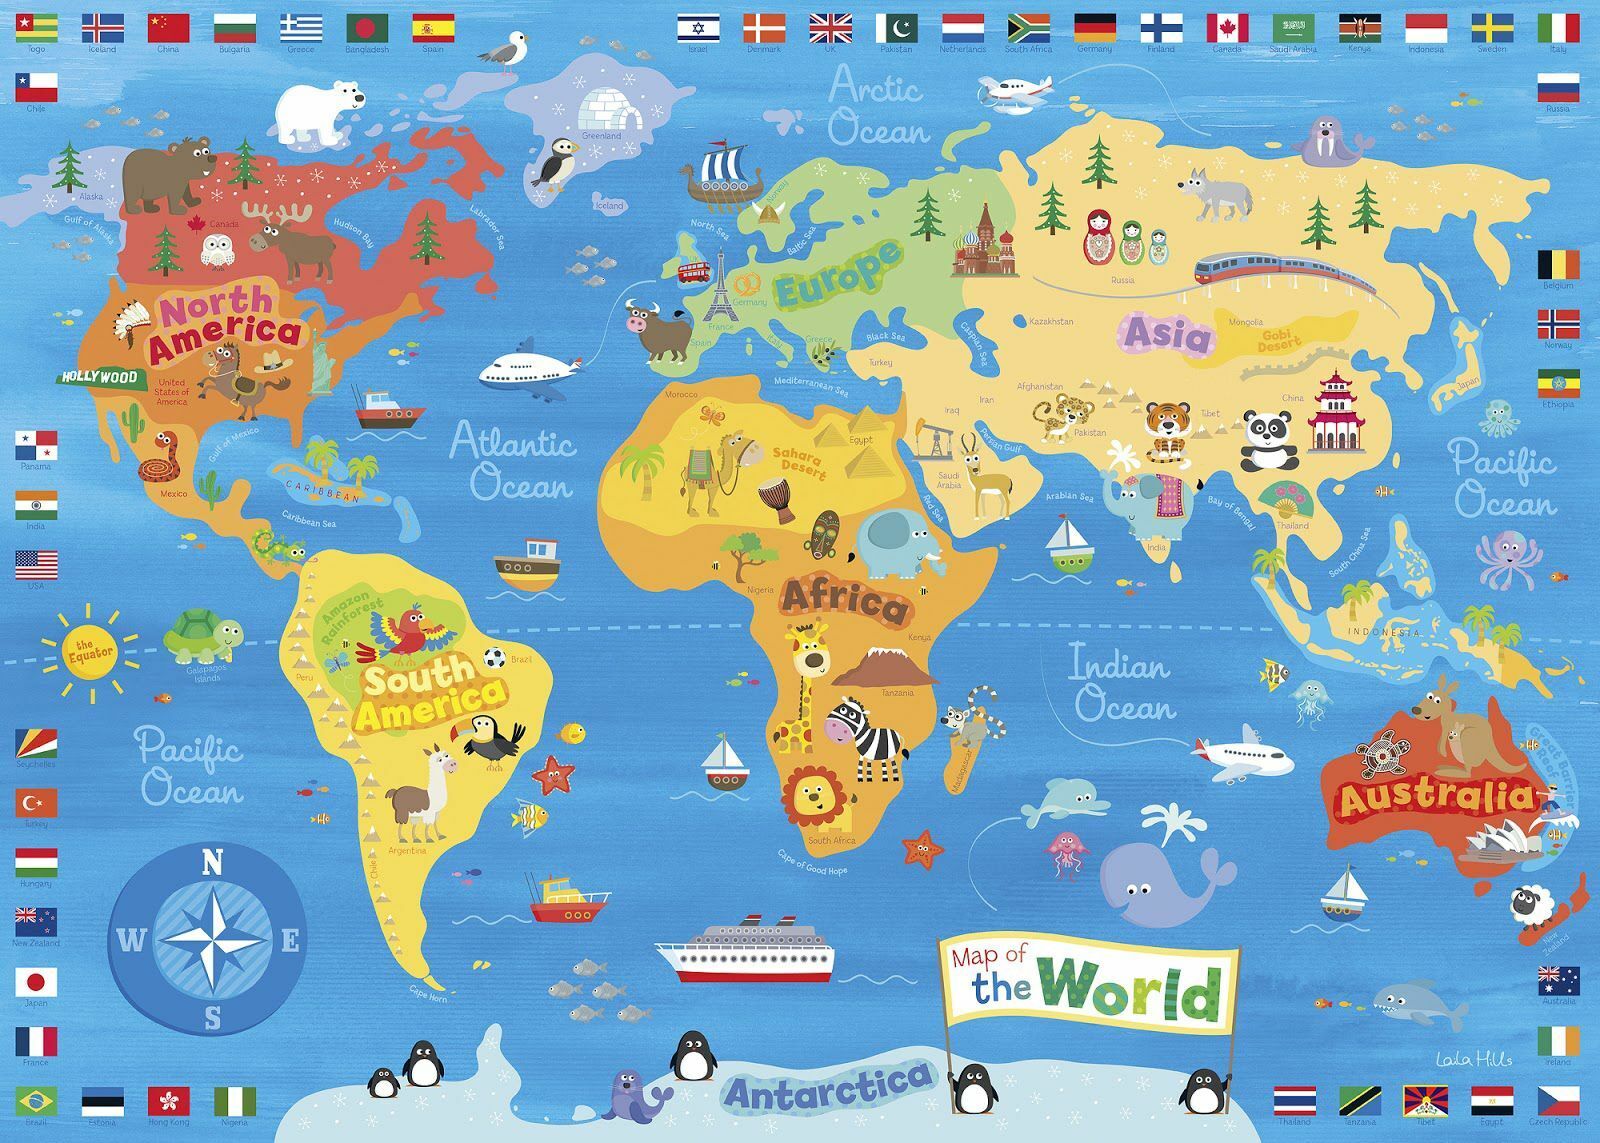 Togo
Iceland
China
Bulgaria
Greece
Bangladesh
Spain
Israel
Denmark
UK
Pakistan
Netherlands
South Africa
Germany
Finland
Canada
Saudi Arabia
Kenya
Indonesia
Sweden
Italy
Chile
Russia
Arctic
Ocean
Greenland
Alaska
Gulf of Alaska
Canada
Hudson Bay
Labrador Sea
Iceland
North Sea
Norway
Baltic Sea
Europe
Germany
France
Spain
Italy
Greece
Black Sea
Turkey
Caspian Sea
Russia
Kazakhstan
Asia
Mongolia
Gobi
Desert
Japan
Belgium
Norway
Ethiopia
North
America
HOLLYWOOD
United
States of
America
Gulf of Mexico
Mexico
CARIBBEAN
Caribbean Sea
Atlantic
Ocean
Mediterranean Sea
Morocco
Sahara
Desert
Egypt
Iraq
Iran
Afghanistan
Pakistan
Tibet
China
Persian Gulf
Saudi
Arabia
Red Sea
Arabian Sea
India
Bay of Bengal
Thailand
South China Sea
Pacific
Ocean
Panama
India
USA
the
Equator
Galapagos
Islands
Amazon
Rainforest
Peru
Brazil
South
America
Nigeria
Africa
Kenya
Tanzania
Madagascar
South Africa
Cape of Good Hope
Indian
Ocean
INDONESIA
Australia
Great Barrier
Reef
New
Zealand
Pacific
Ocean
Argentina
Chile
Cape Horn
Seychelles
Turkey
Hungary
New Zealand
Japan
France
N
W
E
S
Map of
the World
LaLa Hills
Australia
Ireland
Antarctica
Brazil
Estonia
Hong Kong
Nigeria
Thailand
Tanzania
Tibet
Egypt
Czech Republic